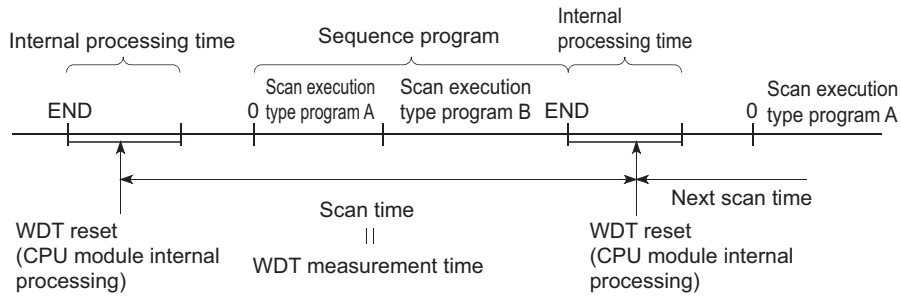 Internal processing time
Sequence program
Internal
processing time
END
0
Scan execution
type program A
Scan execution
type program B
END
0
Scan execution
type program A
Next scan time
Scan time
=
WDT measurement time
WDT reset
(CPU module internal
processing)
WDT reset
(CPU module internal
processing)